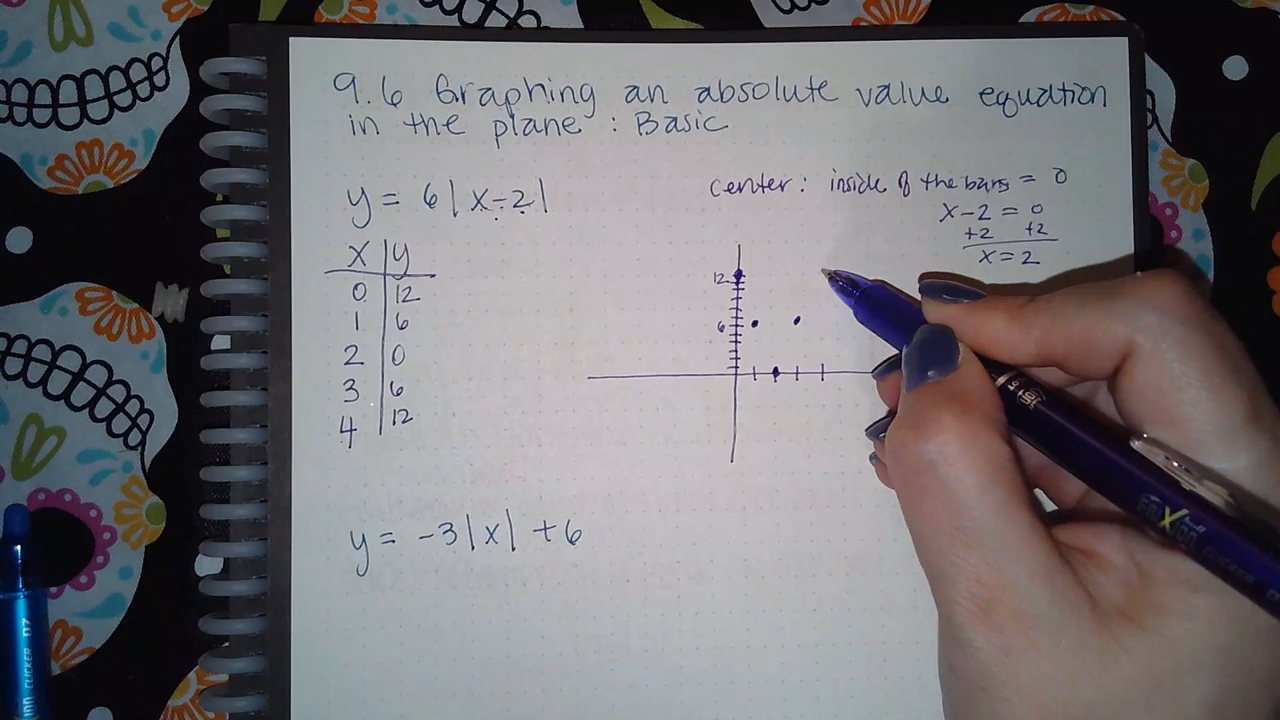 9.6 Graphing an absolute value equation
in the plane : Basic
y = 6|x-2|
center: inside of the bars = 0
x-2 = 0
+2 +2
x=2
x y
0 12
1 6
2 0
3 6
4 12
12
6
y = -3|x| +6